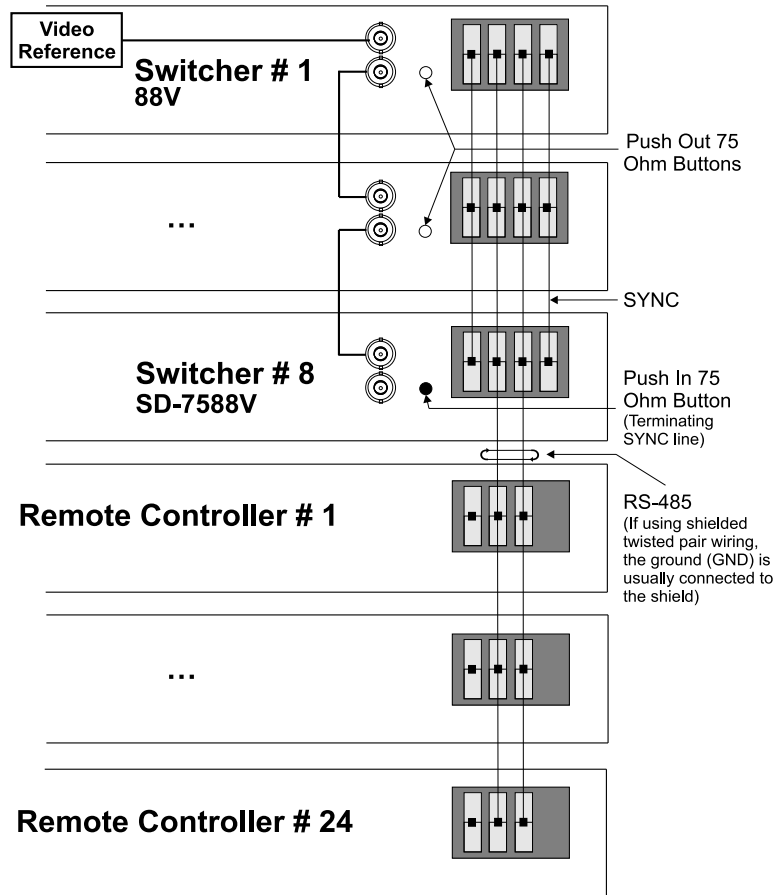 Video
Reference
Switcher # 1
88V
Push Out 75
Ohm Buttons
...
SYNC
Switcher # 8
SD-7588V
Push In 75
Ohm Button
(Terminating
SYNC line)
Remote Controller # 1
RS-485
(If using shielded
twisted pair wiring,
the ground (GND) is
usually connected to
the shield)
...
Remote Controller # 24